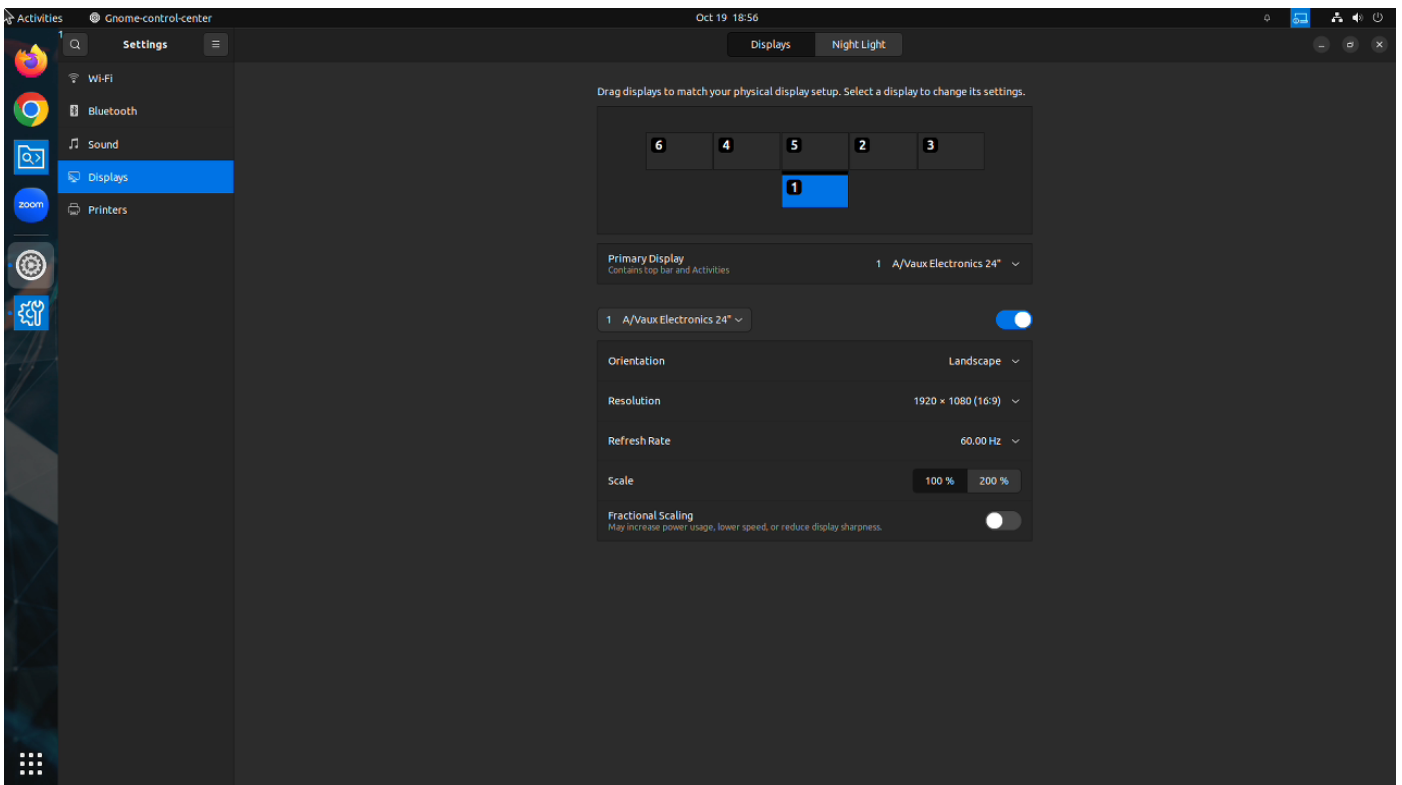 Activities Gnome-control-center Oct 19 18:56
1
Settings Displays Night Light
Wi-Fi
Bluetooth
Sound
Displays
Printers
zoom
Drag displays to match your physical display setup. Select a display to change its settings.
6 4 5 2 3
1
Primary Display
Contains top bar and Activities
1 A/Vaux Electronics 24"
1 A/Vaux Electronics 24"
Orientation Landscape
Resolution 1920 × 1080 (16:9)
Refresh Rate 60.00 Hz
Scale 100 % 200 %
Fractional Scaling
May increase power usage, lower speed, or reduce display sharpness.